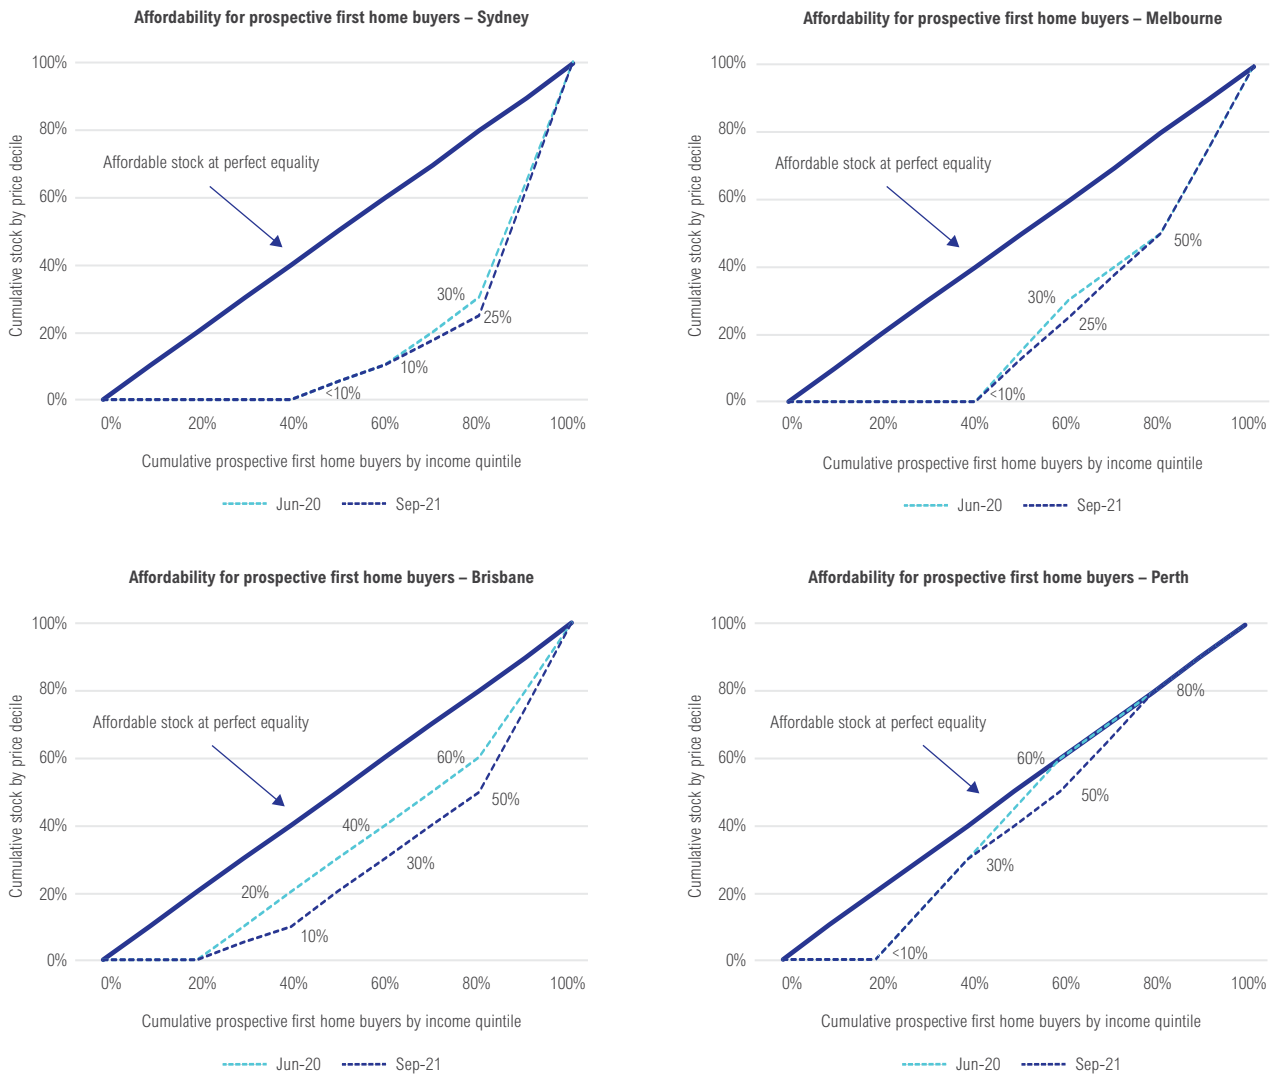 Affordability for prospective first home buyers – Sydney
Cumulative stock by price decile
100%
80%
60%
40%
20%
0%
Affordable stock at perfect equality
30%
25%
10%
<10%
0%
20%
40%
60%
80%
100%
Cumulative prospective first home buyers by income quintile
Jun-20
Sep-21
Affordability for prospective first home buyers – Melbourne
Cumulative stock by price decile
100%
80%
60%
40%
20%
0%
Affordable stock at perfect equality
50%
30%
25%
<10%
0%
20%
40%
60%
80%
100%
Cumulative prospective first home buyers by income quintile
Jun-20
Sep-21
Affordability for prospective first home buyers – Brisbane
Cumulative stock by price decile
100%
80%
60%
40%
20%
0%
Affordable stock at perfect equality
60%
50%
40%
30%
20%
10%
0%
20%
40%
60%
80%
100%
Cumulative prospective first home buyers by income quintile
Jun-20
Sep-21
Affordability for prospective first home buyers – Perth
Cumulative stock by price decile
100%
80%
60%
40%
20%
0%
Affordable stock at perfect equality
80%
60%
50%
30%
<10%
0%
20%
40%
60%
80%
100%
Cumulative prospective first home buyers by income quintile
Jun-20
Sep-21